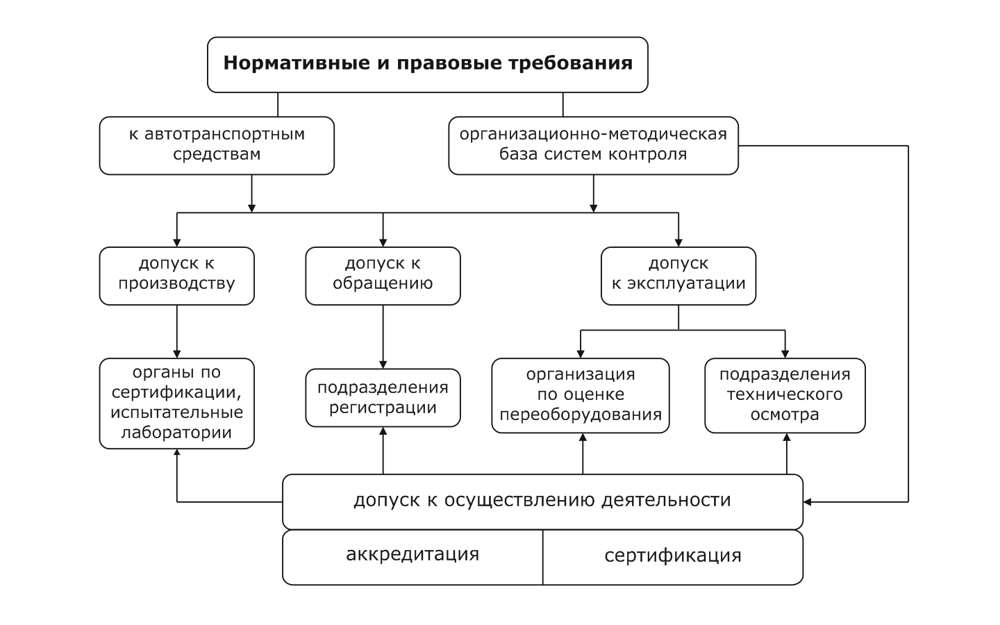 Нормативные и правовые требования
к автотранспортным
средствам
организационно-методическая
база систем контроля
допуск к
производству
допуск к
обращению
допуск
к эксплуатации
органы по
сертификации,
испытательные
лаборатории
подразделения
регистрации
организация
по оценке
переоборудования
подразделения
технического
осмотра
допуск к осуществлению деятельности
аккредитация
сертификация